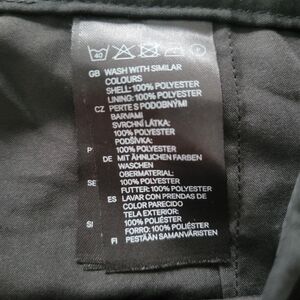 40
GB WASH WITH SIMILAR
COLOURS
SHELL: 100% POLYESTER
LINING: 100% POLYESTER
CZ PERTE S PODOBNÝMI
BARVAMI
SVRCHNÍ LÁTKA:
100% POLYESTER
PODŠÍVKA:
100% POLYESTER
DE MIT ÄHNLICHEN FARBEN
WASCHEN
OBERMATERIAL:
100% POLYESTER
FUTTER: 100% POLYESTER
ES LAVAR CON PRENDAS DE
COLOR PARECIDO
TELA EXTERIOR:
100% POLIÉSTER
FORRO: 100% POLIÉSTER
FI PESTÄÄN SAMANVÄRISTEN
P
SE
SI